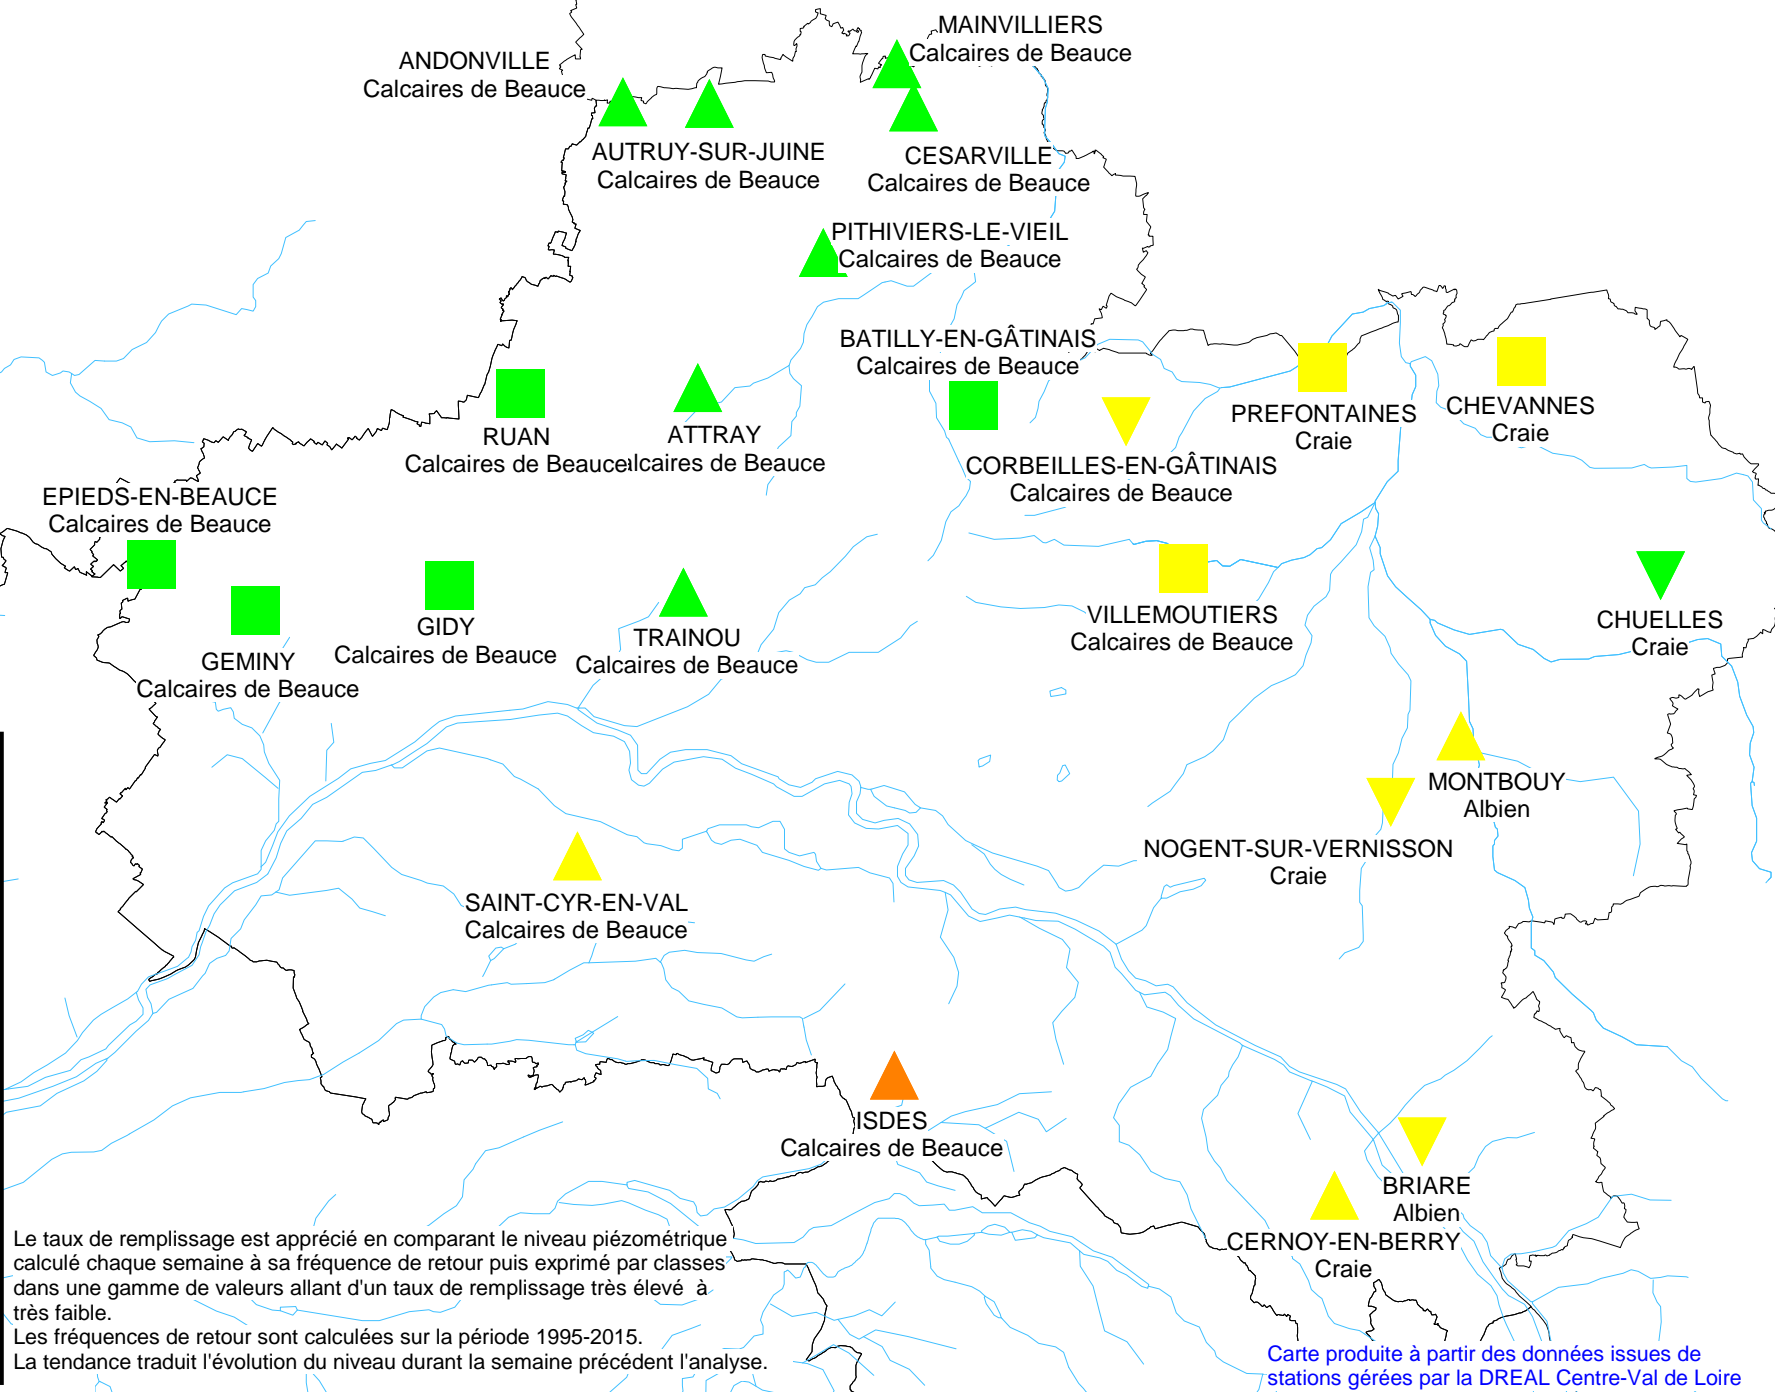 MAINVILLIERS
Calcaires de Beauce
ANDONVILLE
Calcaires de Beauce
AUTRUY-SUR-JUINE
Calcaires de Beauce
CESARVILLE
Calcaires de Beauce
PITHIVIERS-LE-VIEIL
Calcaires de Beauce
BATILLY-EN-GÂTINAIS
Calcaires de Beauce
RUAN
Calcaires de Beauce
ATTRAY
lcaires de Beauce
PREFONTAINES
Craie
CHEVANNES
Craie
CORBEILLES-EN-GÂTINAIS
Calcaires de Beauce
EPIEDS-EN-BEAUCE
Calcaires de Beauce
GEMINY
Calcaires de Beauce
GIDY
Calcaires de Beauce
TRAINOU
Calcaires de Beauce
VILLEMOUTIERS
Calcaires de Beauce
CHUELLES
Craie
MONTBOUY
Albien
NOGENT-SUR-VERNISSON
Craie
SAINT-CYR-EN-VAL
Calcaires de Beauce
ISDES
Calcaires de Beauce
BRIARE
Albien
CERNOY-EN-BERRY
Craie
Le taux de remplissage est apprécié en comparant le niveau piézométrique
calculé chaque semaine à sa fréquence de retour puis exprimé par classes
dans une gamme de valeurs allant d'un taux de remplissage très élevé à
très faible.
Les fréquences de retour sont calculées sur la période 1995-2015.
La tendance traduit l'évolution du niveau durant la semaine précédent l'analyse.
Carte produite à partir des données issues de
stations gérées par la DREAL Centre-Val de Loire